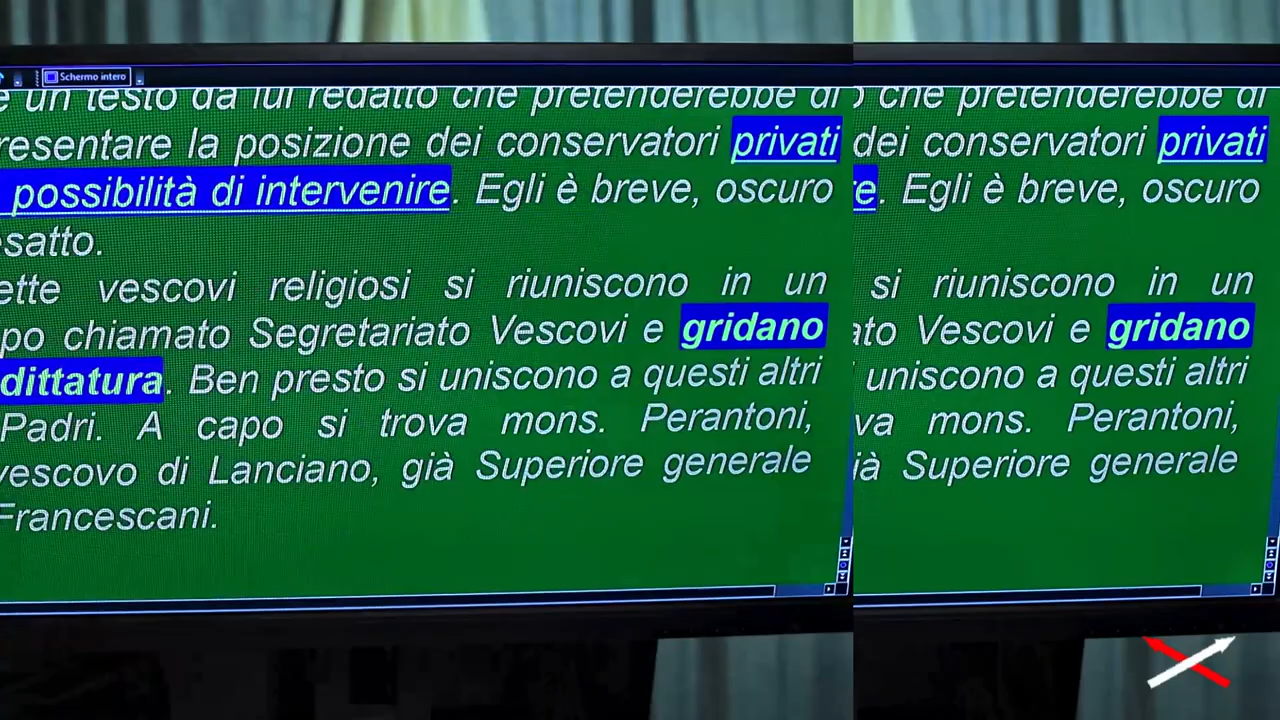 Schermo intero
è un testo da lui redatto che pretenderebbe di
resentare la posizione dei conservatori privati
possibilità di intervenire. Egli è breve, oscuro
esatto.
ette vescovi religiosi si riuniscono in un
po chiamato Segretariato Vescovi e gridano
dittatura. Ben presto si uniscono a questi altri
Padri. A capo si trova mons. Perantoni,
vescovo di Lanciano, già Superiore generale
Francescani.
che pretenderebbe di
dei conservatori privati
re. Egli è breve, oscuro
si riuniscono in un
ato Vescovi e gridano
uniscono a questi altri
va mons. Perantoni,
ià Superiore generale